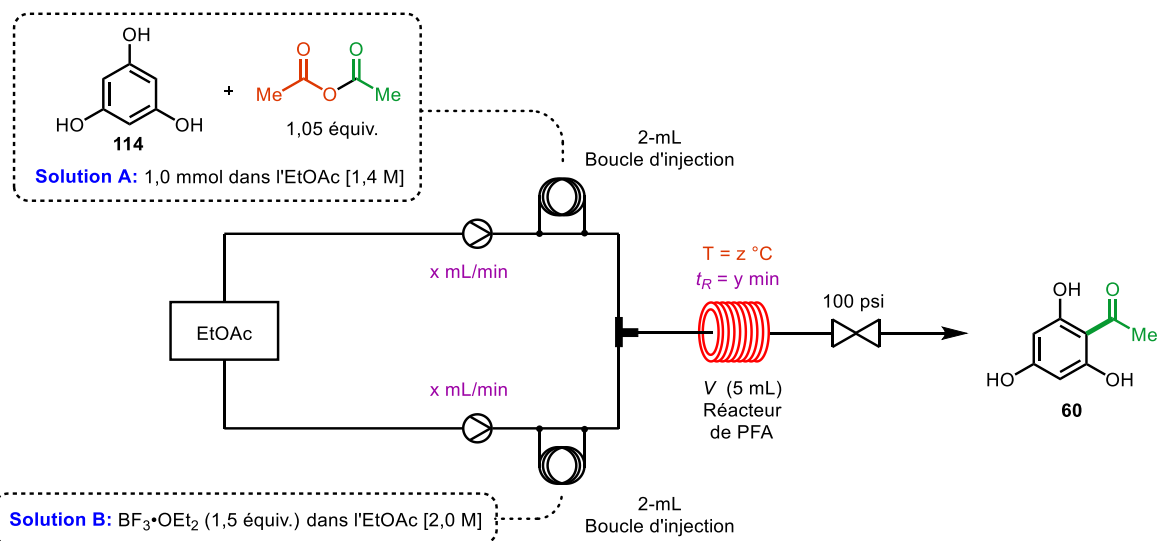 OH
HO
OH
114
+
O
O
Me
O
Me
1,05 équiv.
Solution A: 1,0 mmol dans l'EtOAc [1,4 M]
2-mL
Boucle d'injection
x mL/min
EtOAc
x mL/min
T = z °C
tR = y min
V (5 mL)
Réacteur
de PFA
100 psi
OH
O
Me
HO
OH
60
Solution B: BF3•OEt2 (1,5 équiv.) dans l'EtOAc [2,0 M]
2-mL
Boucle d'injection